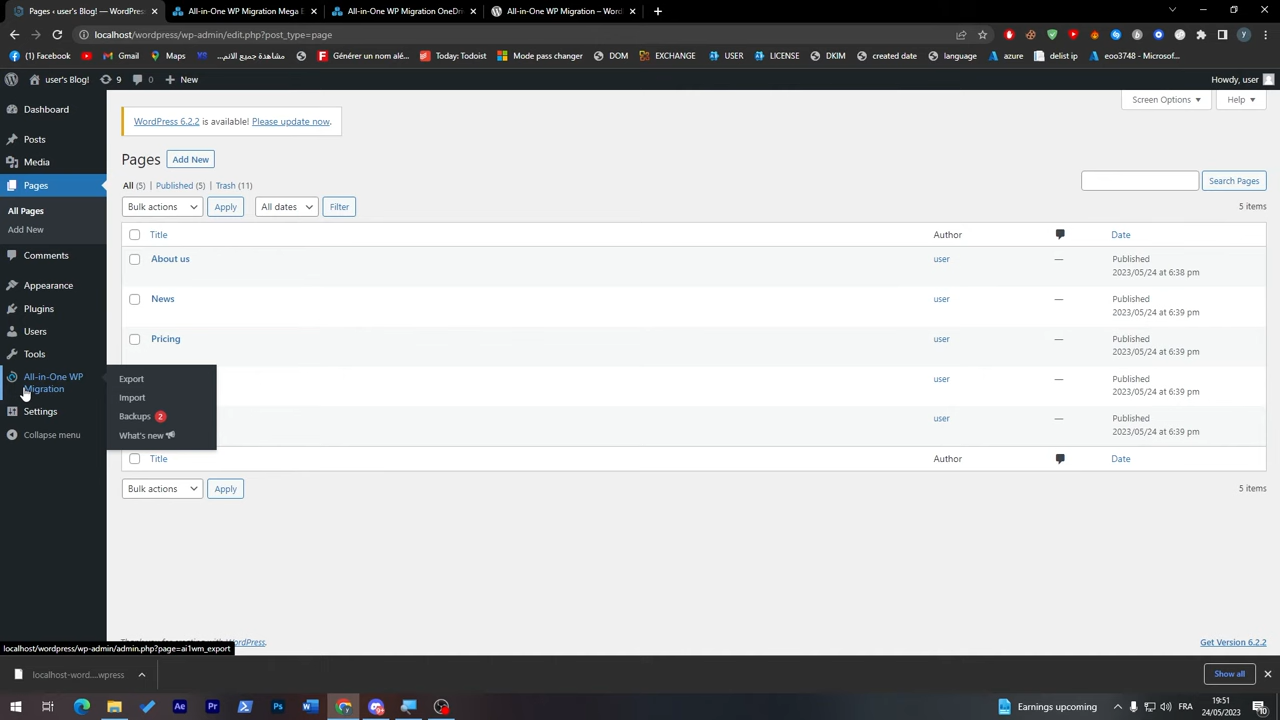 Pages ‹ user's Blog! — WordPress
All-in-One WP Migration Mega E
All-in-One WP Migration OneDriv
All-in-One WP Migration – WordP
localhost/wordpress/wp-admin/edit.php?post_type=page
(1) Facebook
Gmail
Maps
مشاهدة جميع الانم...
Générer un nol alé...
Today: Todoist
Must pass 4sure
DOM
EXCHANGE
USER
LICENSE
DKIM
created date
language
azure
delist ip
eoo3748 - Microsof...
user's Blog!
9
0
New
Howdy, user
Dashboard
Posts
Media
Pages
All Pages
Add New
Comments
Appearance
Plugins
Users
Tools
All-in-One WP
Migration
Settings
Collapse menu
Export
Import
Backups 2
What's new
Screen Options
Help
WordPress 6.2.2 is available! Please update now.
Pages
Add New
All (5) | Published (5) | Trash (11)
Search Pages
Bulk actions
Apply
All dates
Filter
5 items
Title
Author
Date
About us
user
—
Published
2023/05/24 at 6:38 pm
News
user
—
Published
2023/05/24 at 6:39 pm
Pricing
user
—
Published
2023/05/24 at 6:39 pm
user
—
Published
2023/05/24 at 6:39 pm
user
—
Published
2023/05/24 at 6:39 pm
Title
Author
Date
Bulk actions
Apply
5 items
WordPress.
Get Version 6.2.2
localhost/wordpress/wp-admin/admin.php?page=ai1wm_export
localhost-word....wpress
Show all
Earnings upcoming
FRA
19:51
24/05/2023